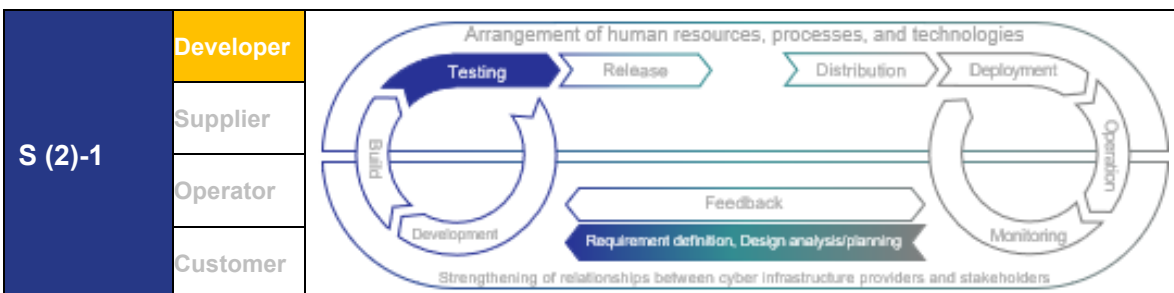 S (2)-1
Developer
Supplier
Operator
Customer
Arrangement of human resources, processes, and technologies
Testing
Release
Distribution
Deployment
Build
Operation
Development
Feedback
Monitoring
Requirement definition, Design analysis/planning
Strengthening of relationships between cyber infrastructure providers and stakeholders